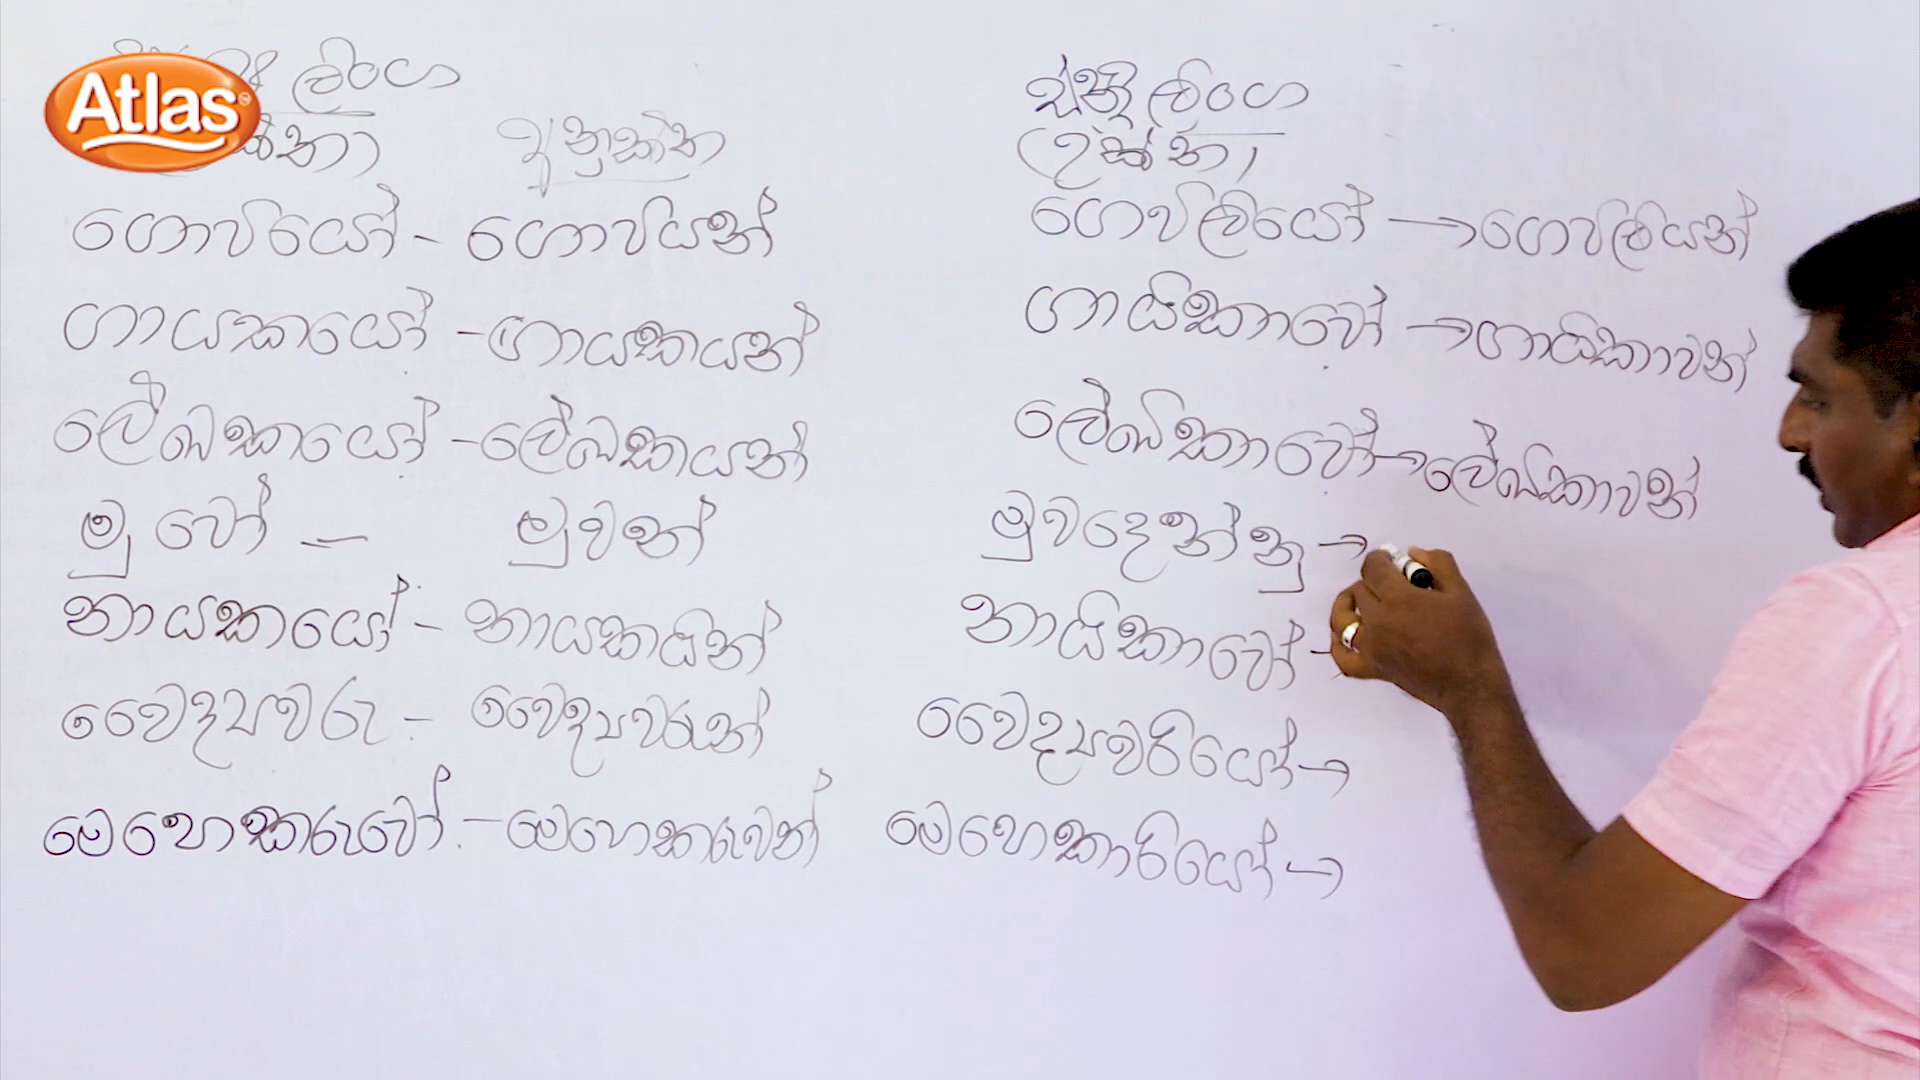 Atlas
ලිංග
අනුක්ත
ගොවියෝ - ගොවියන්
ගායකයෝ - ගායකයන්
ලේඛකයෝ - ලේඛකයන්
මුවෝ - මුවන්
නායකයෝ - නායකයින්
වෛද්‍යවරු - වෛද්‍යවරුන්
මෙහෙකරුවෝ - මෙහෙකරුවන්
ස්ත්‍රී ලිංග
(උක්ත)
ගෙවිලියෝ → ගෙවිලියන්
ගායිකාවෝ → ගායිකාවන්
ලේඛිකාවෝ → ලේඛිකාවන්
මුවදෙන්නු →
නායිකාවෝ -
වෛද්‍යවරියෝ →
මෙහෙකාරියෝ →